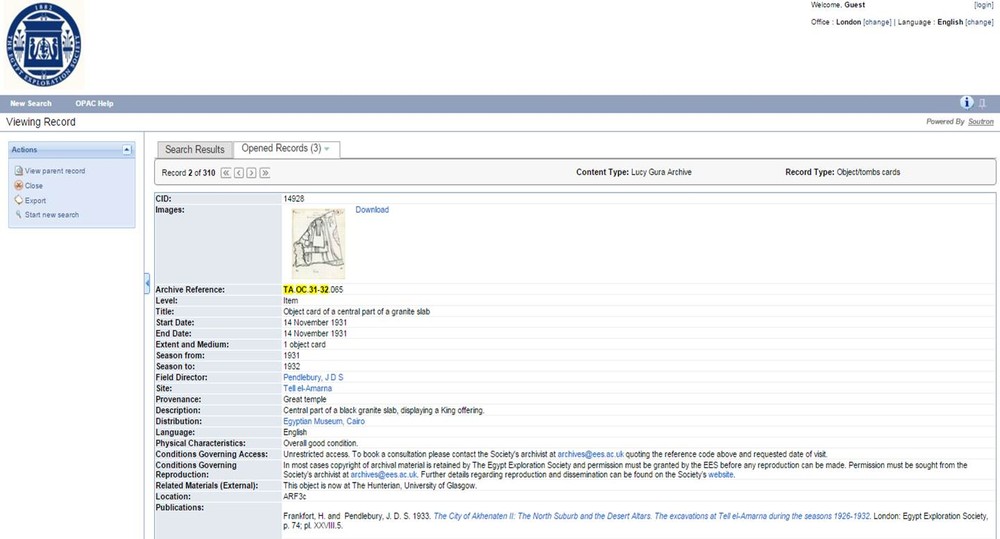 1882
THE EGYPT EXPLORATION SOCIETY
Welcome, Guest [login]
Office : London [change] | Language : English [change]
New Search OPAC Help
Viewing Record
Powered By Soutron
Actions
View parent record
Close
Export
Start new search
Search Results Opened Records (3)
Record 2 of 310 Content Type: Lucy Gura Archive Record Type: Object/tombs cards
CID: 14928
Images: Download
Archive Reference: TA.OC.31-32.065
Level: Item
Title: Object card of a central part of a granite slab
Start Date: 14 November 1931
End Date: 14 November 1931
Extent and Medium: 1 object card
Season from: 1931
Season to: 1932
Field Director: Pendlebury, J D S
Site: Tell el-Amarna
Provenance: Great temple
Description: Central part of a black granite slab, displaying a King offering.
Distribution: Egyptian Museum, Cairo
Language: English
Physical Characteristics: Overall good condition.
Conditions Governing Access: Unrestricted access. To book a consultation please contact the Society's archivist at archives@ees.ac.uk quoting the reference code above and requested date of visit.
Conditions Governing Reproduction: In most cases copyright of archival material is retained by The Egypt Exploration Society and permission must be granted by the EES before any reproduction can be made. Permission must be sought from the
Society's archivist at archives@ees.ac.uk. Further details regarding reproduction and dissemination can be found on the Society's website.
Related Materials (External): This object is now at The Hunterian, University of Glasgow.
Location: ARF3c
Publications:
Frankfort, H. and Pendlebury, J. D. S. 1933. The City of Akhenaten II: The North Suburb and the Desert Altars. The excavations at Tell el-Amarna during the seasons 1926-1932. London: Egypt Exploration Society,
p. 74; pl. XXVIII.5.